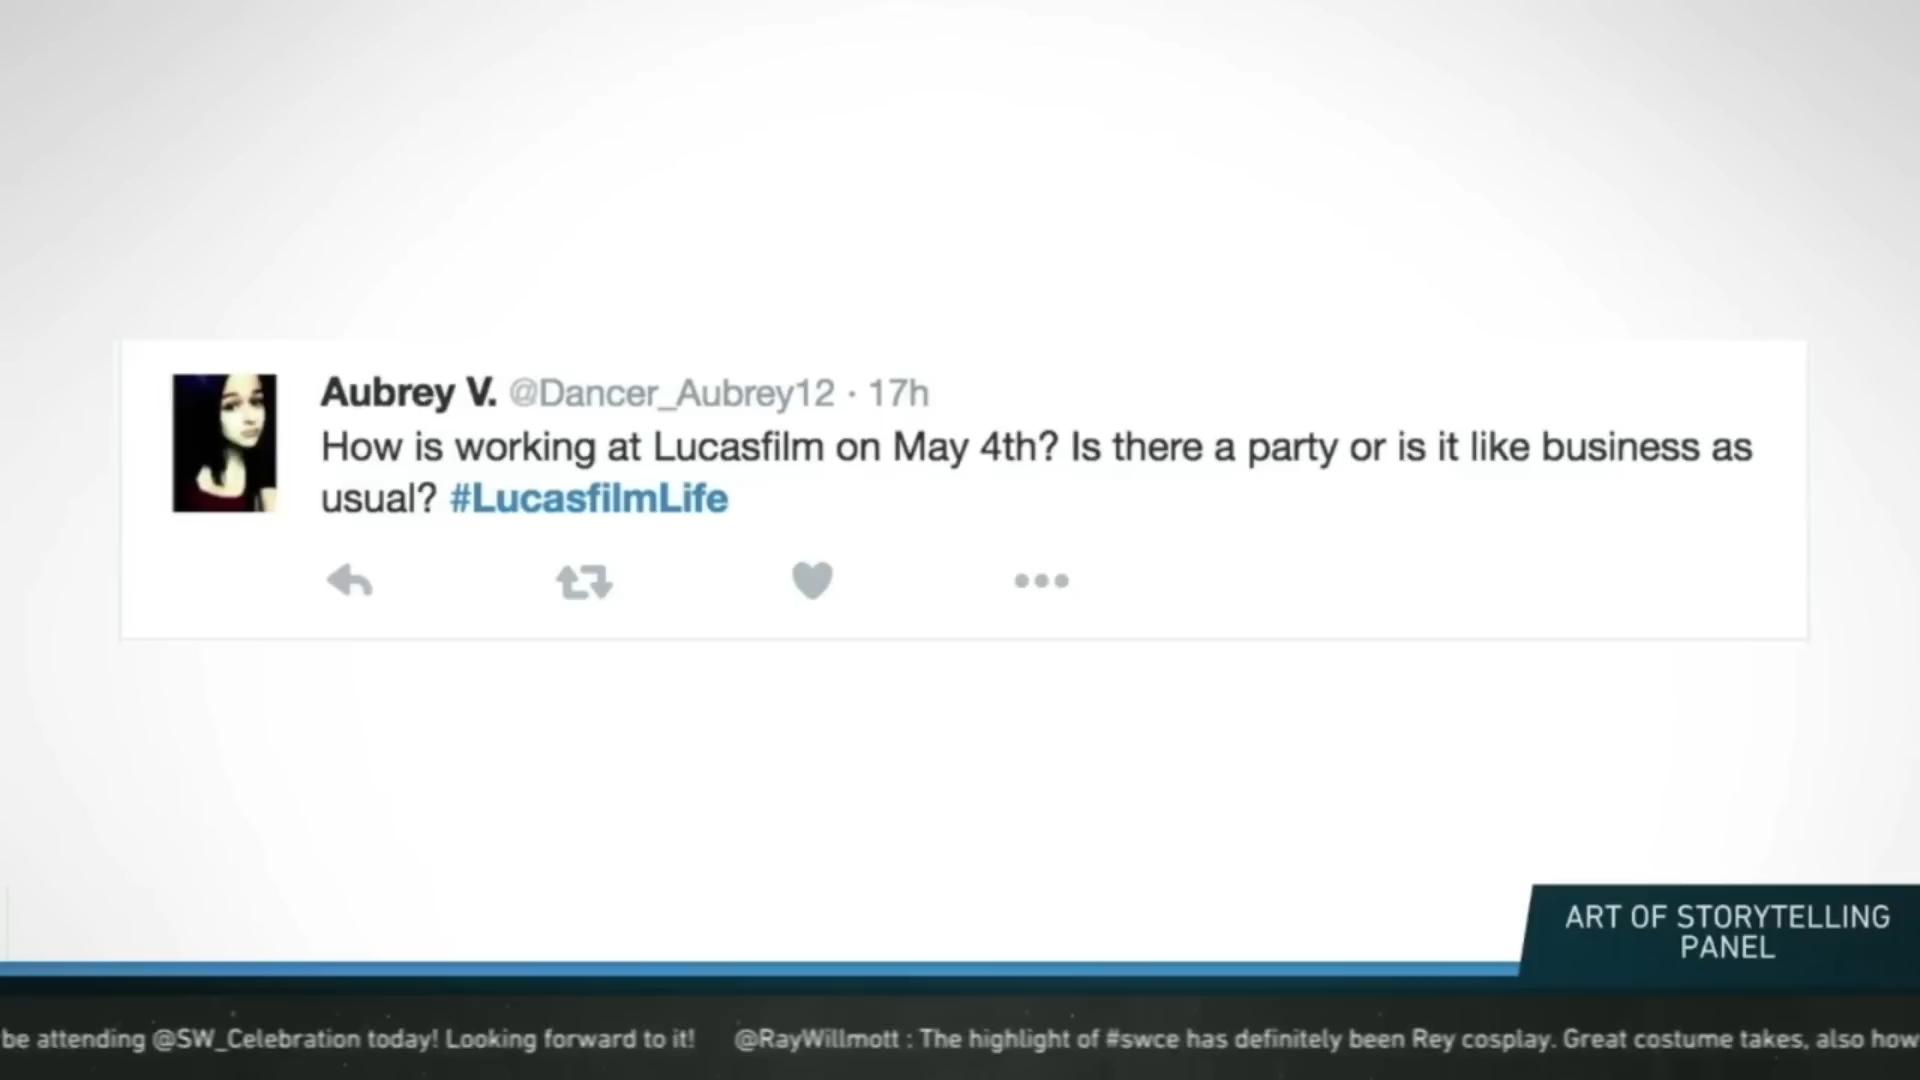 Aubrey V. @Dancer_Aubrey12 · 17h
How is working at Lucasfilm on May 4th? Is there a party or is it like business as
usual? #LucasfilmLife
ART OF STORYTELLING
PANEL
be attending @SW_Celebration today! Looking forward to it! @RayWillmott : The highlight of #swce has definitely been Rey cosplay. Great costume takes, also how